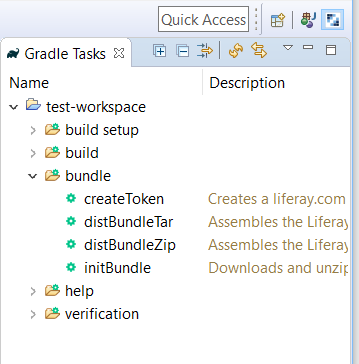 Quick Access
Gradle Tasks
Name Description
test-workspace
build setup
build
bundle
createToken Creates a liferay.com
distBundleTar Assembles the Liferay
distBundleZip Assembles the Liferay
initBundle Downloads and unzip
help
verification